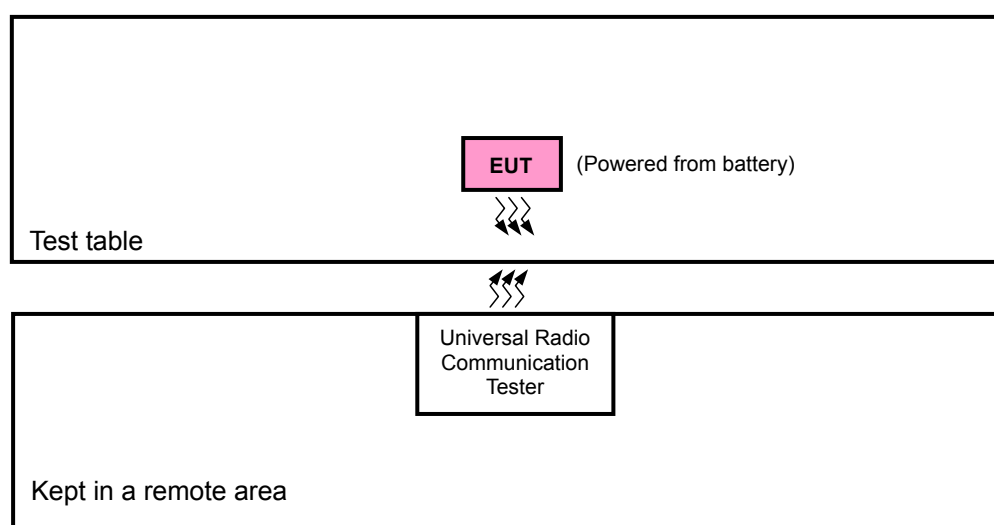 EUT
(Powered from battery)
Test table
Universal Radio
Communication
Tester
Kept in a remote area